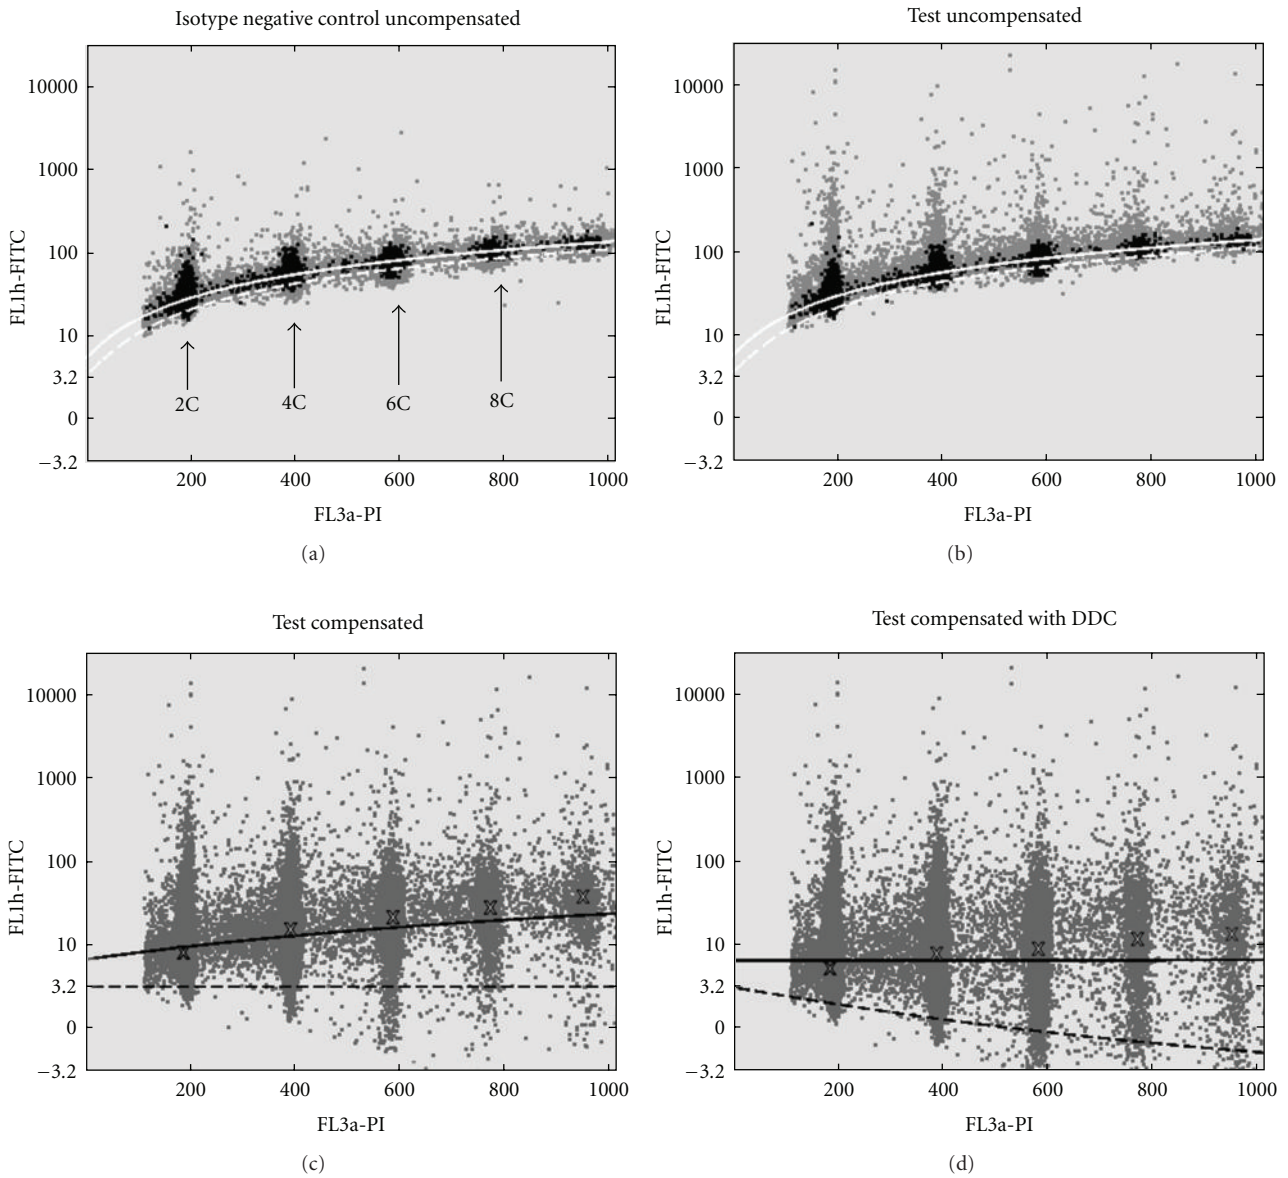 Isotype negative control uncompensated
10000
1000
100
10
3.2
0
−3.2
FL1h-FITC
2C
4C
6C
8C
200
400
600
800
1000
FL3a-PI
(a)
Test uncompensated
10000
1000
100
10
3.2
0
−3.2
FL1h-FITC
200
400
600
800
1000
FL3a-PI
(b)
Test compensated
10000
1000
100
10
3.2
0
−3.2
FL1h-FITC
X
X
X
X
X
200
400
600
800
1000
FL3a-PI
(c)
Test compensated with DDC
10000
1000
100
10
3.2
0
−3.2
FL1h-FITC
X
X
X
X
X
200
400
600
800
1000
FL3a-PI
(d)